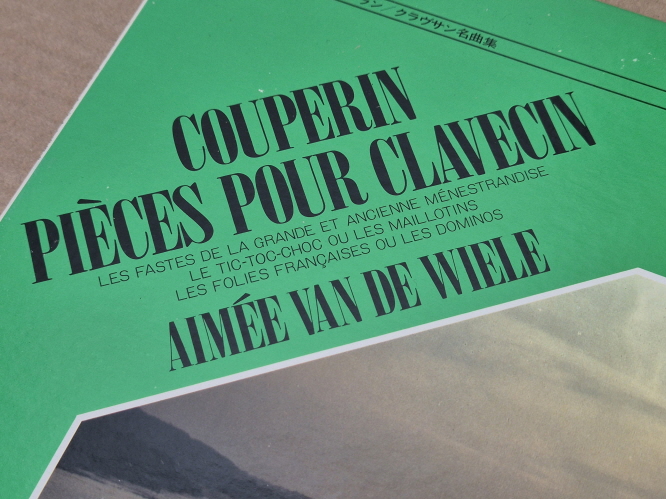 ラン/クラヴサン名曲集
COUPERIN
PIÈCES POUR CLAVECIN
LES FASTES DE LA GRANDE ET ANCIENNE MÉNESTRANDISE
LE TIC-TOC-CHOC OU LES MAILLOTINS
LES FOLIES FRANÇAISES OU LES DOMINOS
AIMÉE VAN DE WIELE